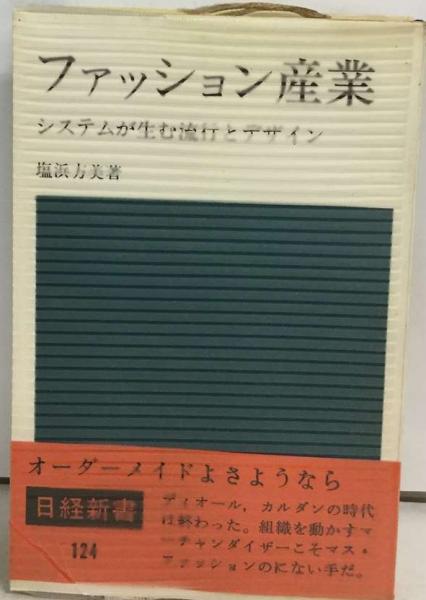 ファッション産業
システムが生む流行とデザイン
塩浜方美著
オーダーメイドよさようなら
日経新書
124
ディオール，カルダンの時代
は終わった。組織を動かすマ
ーチャンダイザーこそマス・
ファッションのにない手だ。